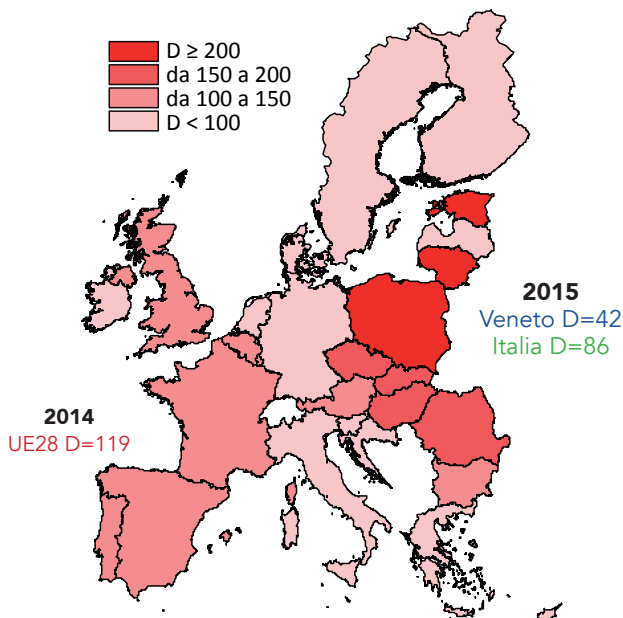 D ≥ 200
da 150 a 200
da 100 a 150
D < 100
2015
Veneto D=42
Italia D=86
2014
UE28 D=119